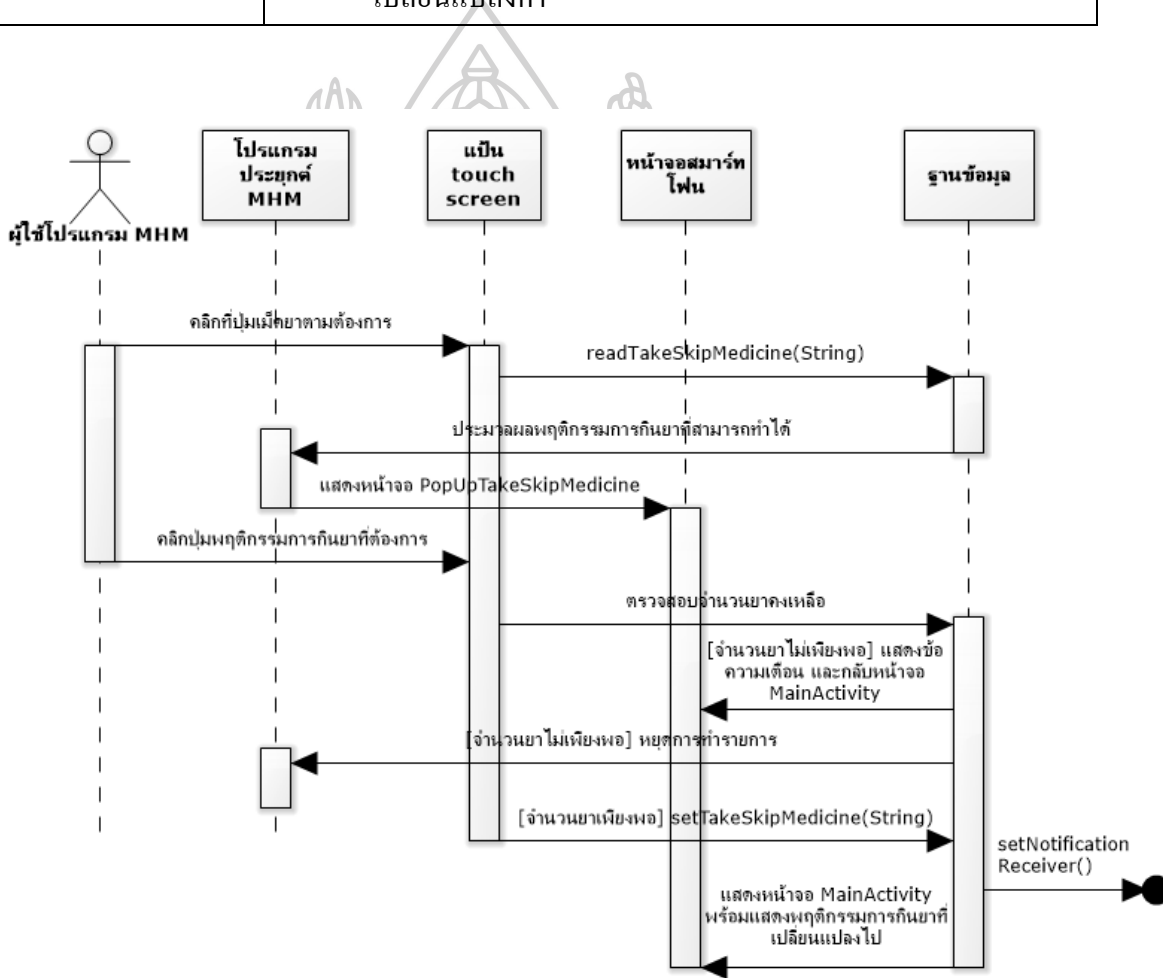 โปรแกรม
ประยุกต์
MHM
แป้น
touch
screen
หน้าจอสมาร์ท
โฟน
ฐานข้อมูล
ผู้ใช้โปรแกรม MHM
คลิกที่ปุ่มเม็ดยาตามต้องการ
readTakeSkipMedicine(String)
ประมวลผลพฤติกรรมการกินยาที่สามารถทำได้
แสดงหน้าจอ PopUpTakeSkipMedicine
คลิกปุ่มพฤติกรรมการกินยาที่ต้องการ
ตรวจสอบจำนวนยาคงเหลือ
[จำนวนยาไม่เพียงพอ] แสดงข้อ
ความเตือน และกลับหน้าจอ
MainActivity
[จำนวนยาไม่เพียงพอ] หยุดการทำรายการ
[จำนวนยาเพียงพอ] setTakeSkipMedicine(String)
setNotification
Receiver()
แสดงหน้าจอ MainActivity
พร้อมแสดงพฤติกรรมการกินยาที่
เปลี่ยนแปลงไป